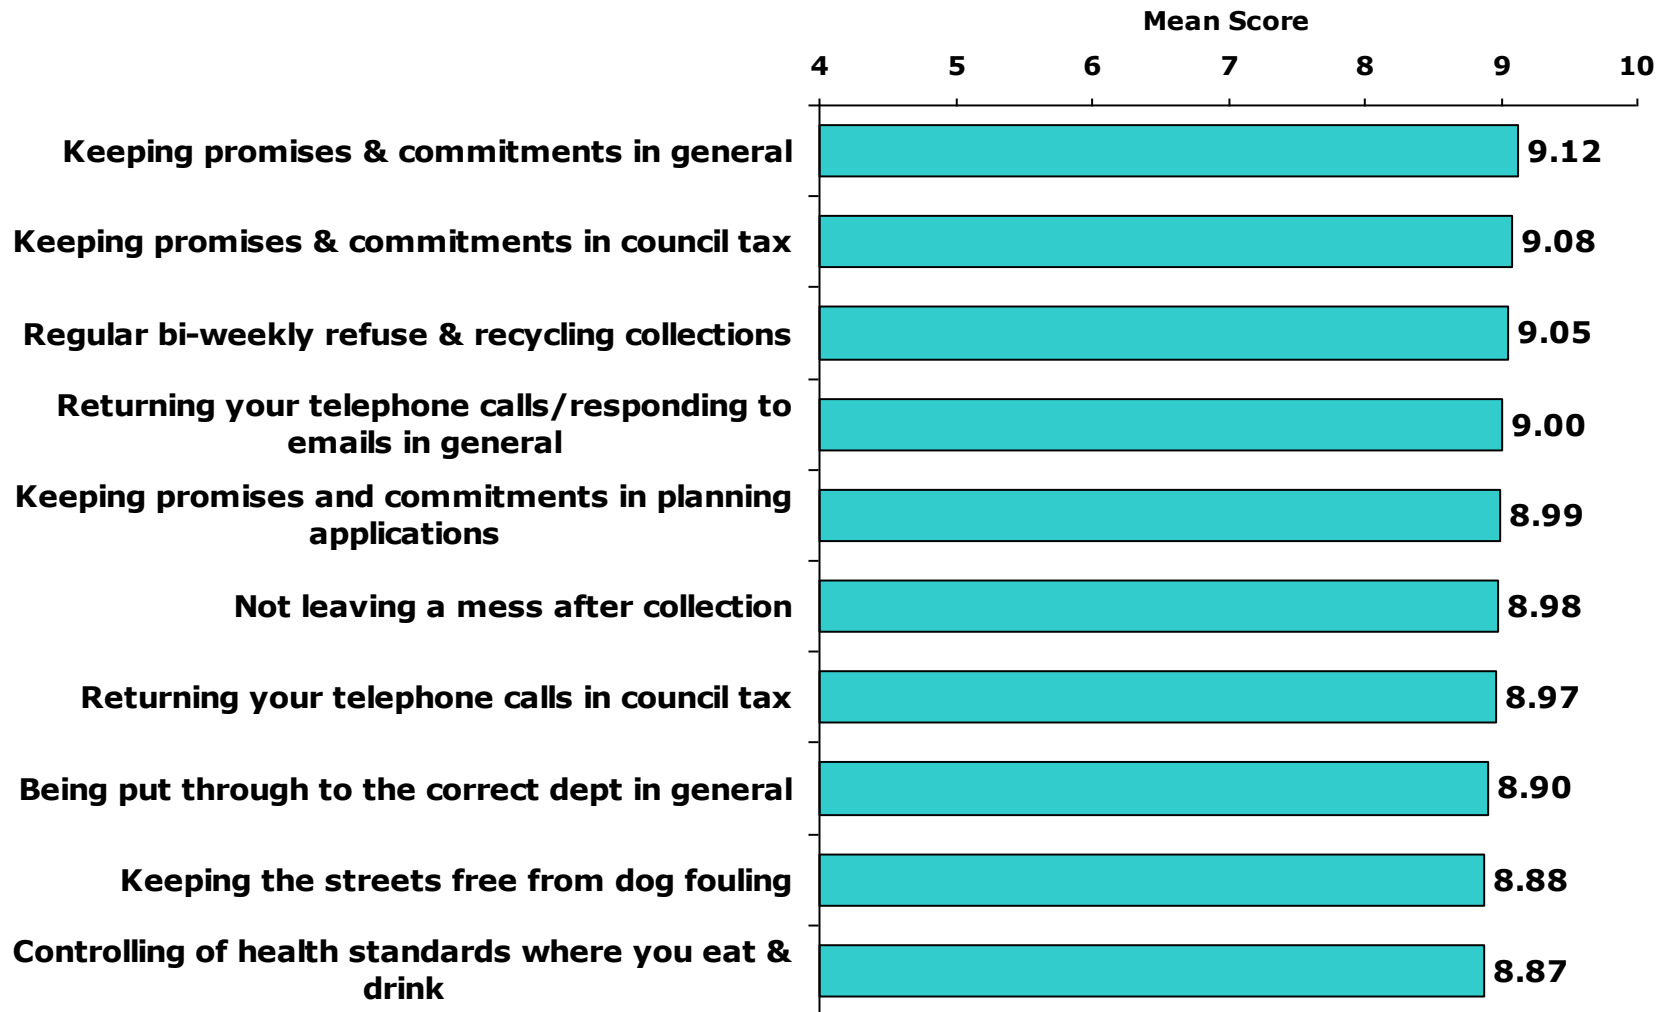 Mean Score
4 5 6 7 8 9 10
Keeping promises & commitments in general 9.12
Keeping promises & commitments in council tax 9.08
Regular bi-weekly refuse & recycling collections 9.05
Returning your telephone calls/responding to
emails in general 9.00
Keeping promises and commitments in planning
applications 8.99
Not leaving a mess after collection 8.98
Returning your telephone calls in council tax 8.97
Being put through to the correct dept in general 8.90
Keeping the streets free from dog fouling 8.88
Controlling of health standards where you eat &
drink 8.87